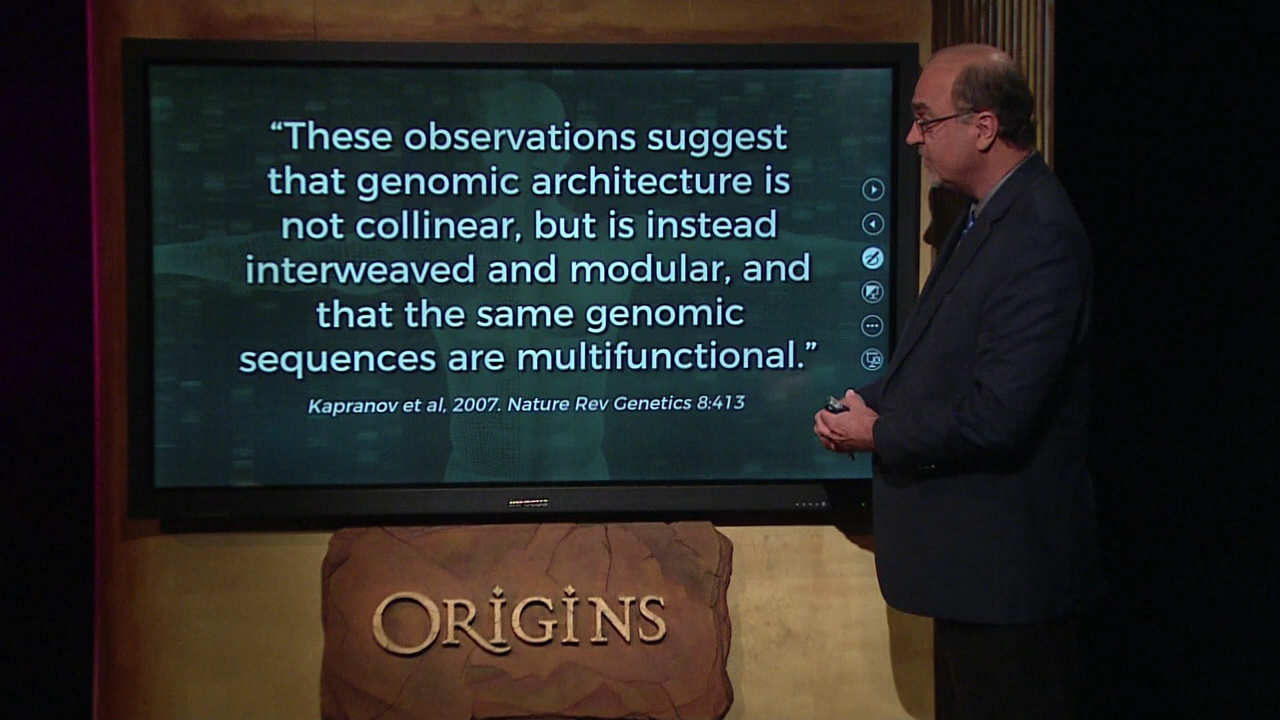 “These observations suggest
that genomic architecture is
not collinear, but is instead
interweaved and modular, and
that the same genomic
sequences are multifunctional.”
Kapranov et al, 2007. Nature Rev Genetics 8:413
INFOCUS
ORIGINS